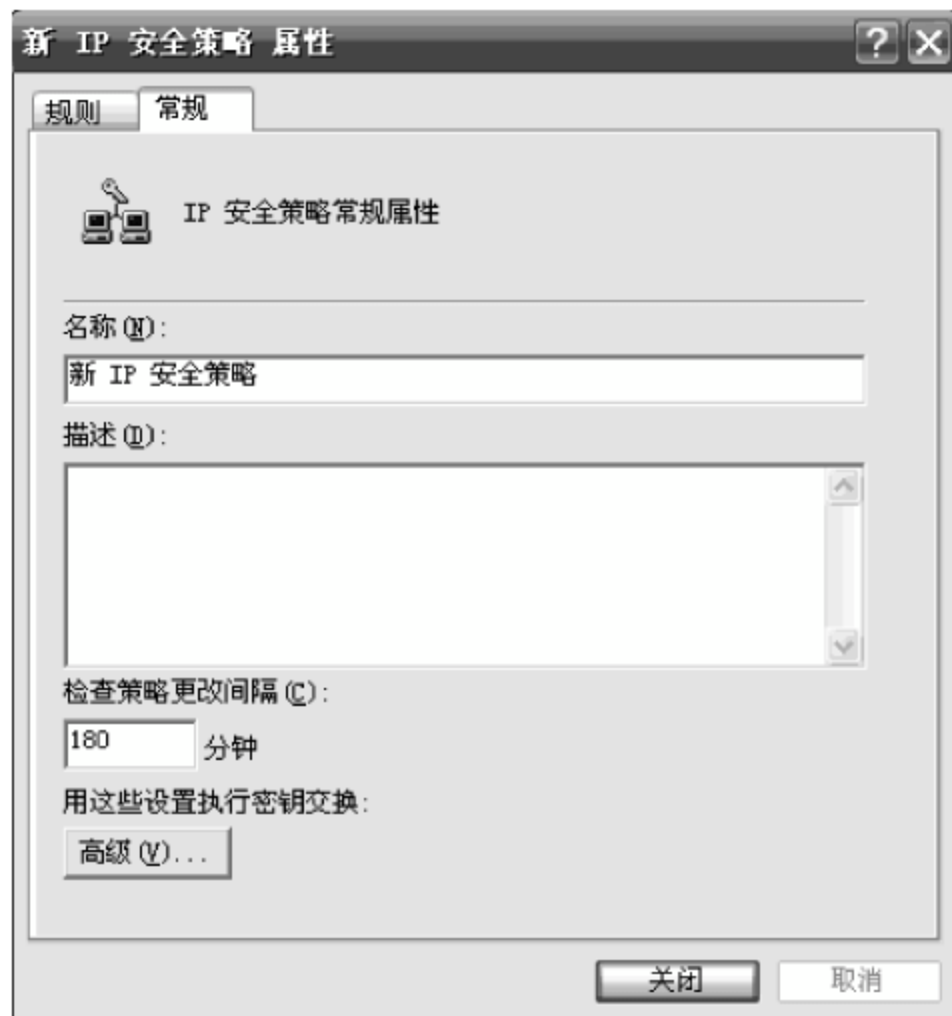 新 IP 安全策略 属性
规则 常规
IP 安全策略常规属性
名称(N):
新 IP 安全策略
描述(D):
检查策略更改间隔(C):
180 分钟
用这些设置执行密钥交换:
高级(V)...
关闭 取消